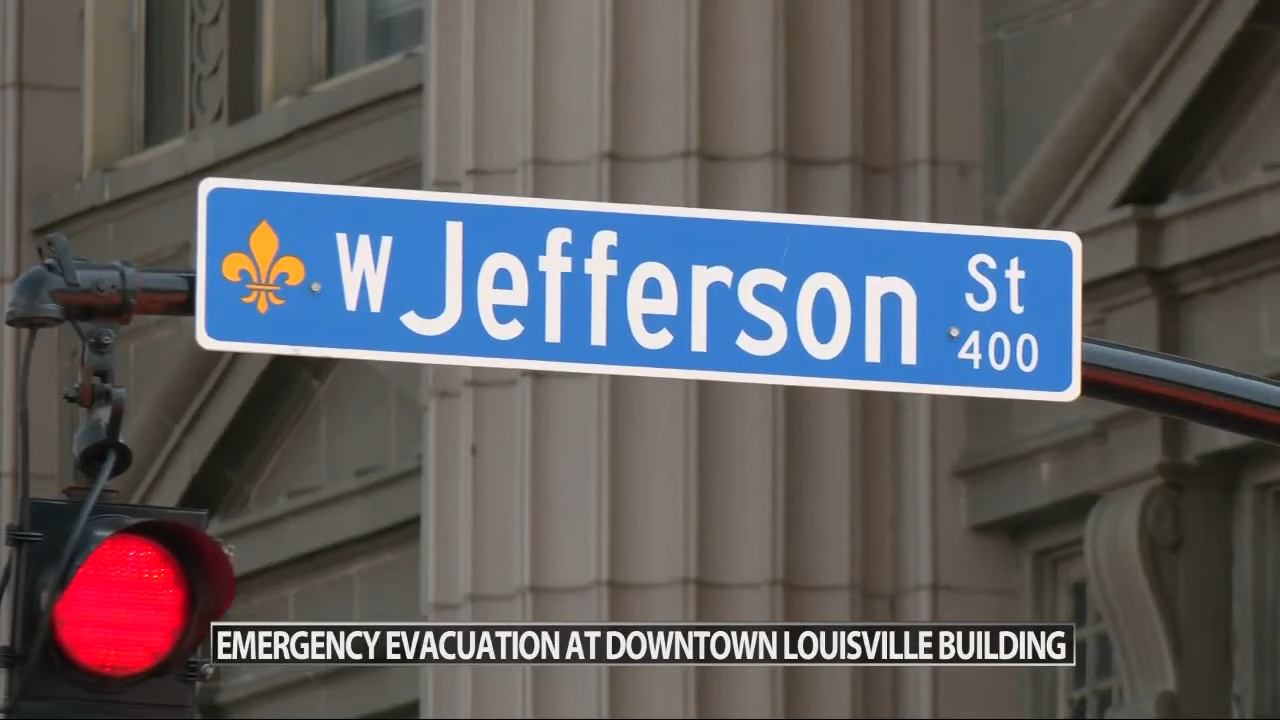 W Jefferson St
400
EMERGENCY EVACUATION AT DOWNTOWN LOUISVILLE BUILDING